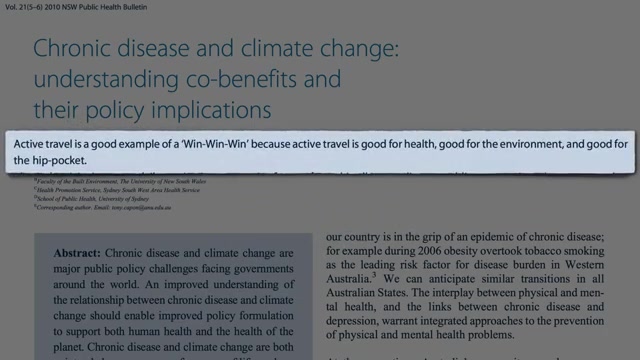 Vol. 21(5–6) 2010 NSW Public Health Bulletin
Chronic disease and climate change:
understanding co-benefits and
their policy implications
Active travel is a good example of a ‘Win-Win-Win’ because active travel is good for health, good for the environment, and good for
the hip-pocket.
Faculty of the Built Environment, The University of New South Wales
Health Promotion Service, Sydney South West Area Health Service
School of Public Health, University of Sydney
Corresponding author. Email: tony.capon@anu.edu.au
Abstract: Chronic disease and climate change are
major public policy challenges facing governments
around the world. An improved understanding of
the relationship between chronic disease and climate
change should enable improved policy formulation
to support both human health and the health of the
planet. Chronic disease and climate change are both
our country is in the grip of an epidemic of chronic disease;
for example during 2006 obesity overtook tobacco smoking
as the leading risk factor for disease burden in Western
Australia.3 We can anticipate similar transitions in all
Australian States. The interplay between physical and men-
tal health, and the links between chronic disease and
depression, warrant integrated approaches to the prevention
of physical and mental health problems.